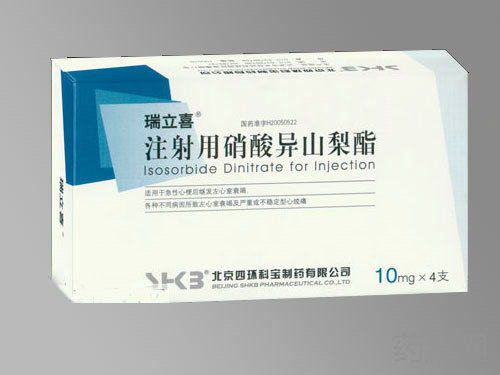 瑞立喜®
国药准字H20050522
注射用硝酸异山梨酯
Isosorbide Dinitrate for Injection
适用于急性心梗后继发左心室衰竭,
各种不同病因所致左心室衰竭及严重或不稳定型心绞痛
SHKB®
北京四环科宝制药有限公司
BEIJING SHKB PHARMACEUTICAL CO.,LTD
10mg × 4支
瑞立喜